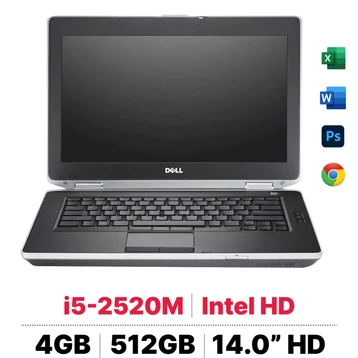 DELL
i5-2520M | Intel HD
4GB | 512GB | 14.0” HD